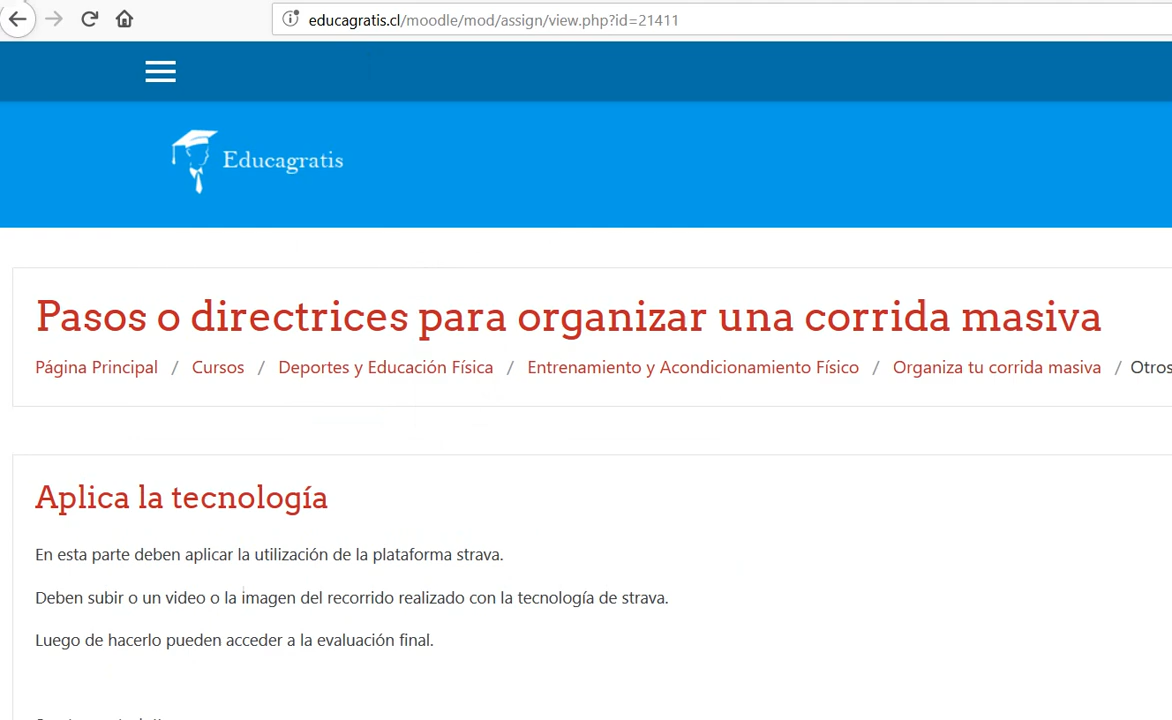 educagratis.cl/moodle/mod/assign/view.php?id=21411
Educagratis
Pasos o directrices para organizar una corrida masiva
Página Principal / Cursos / Deportes y Educación Física / Entrenamiento y Acondicionamiento Físico / Organiza tu corrida masiva / Otros
Aplica la tecnología
En esta parte deben aplicar la utilización de la plataforma strava.
Deben subir o un video o la imagen del recorrido realizado con la tecnología de strava.
Luego de hacerlo pueden acceder a la evaluación final.